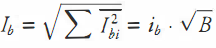 I_b = √(∑ \overline{I_{bi}^2}) = i_b · √B